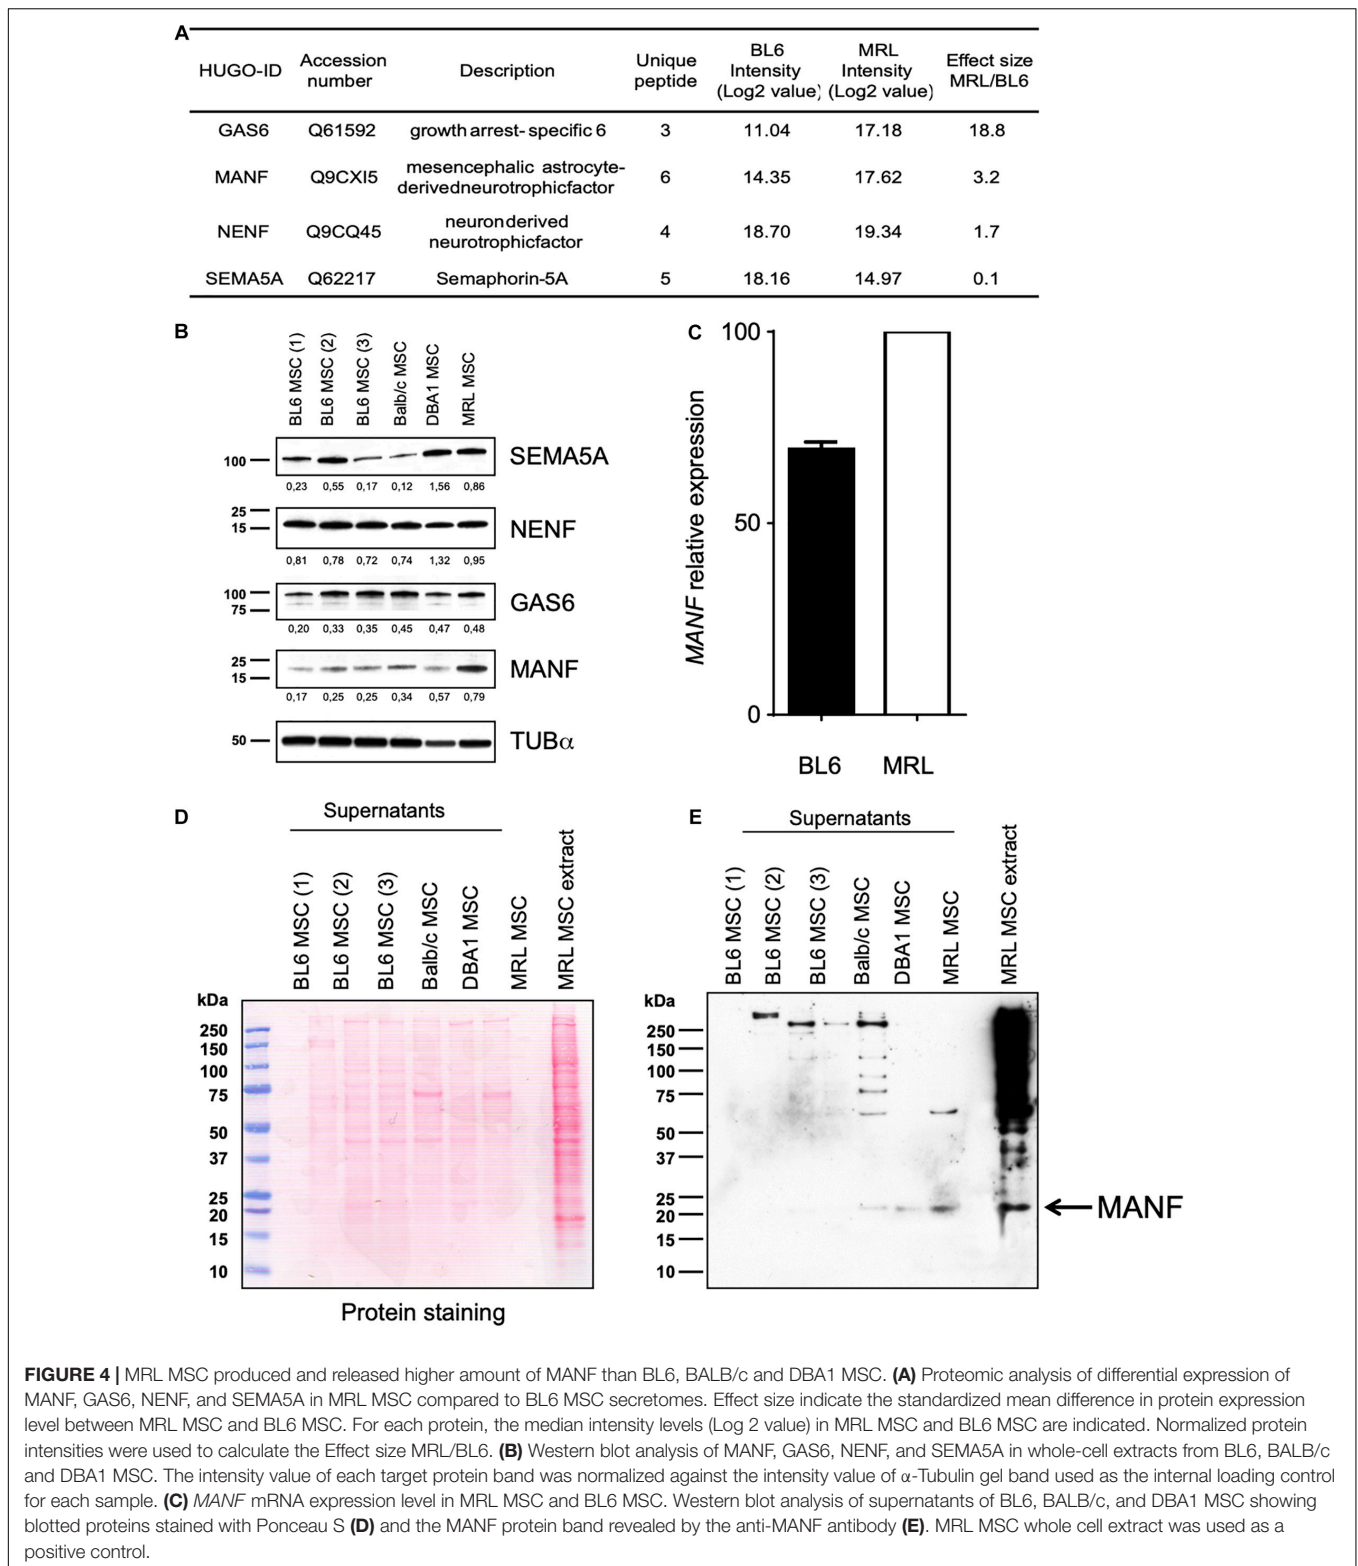 A
HUGO-ID Accession number Description Unique peptide BL6 Intensity (Log2 value) MRL Intensity (Log2 value) Effect size MRL/BL6
GAS6 Q61592 growth arrest- specific 6 3 11.04 17.18 18.8
MANF Q9CXI5 mesencephalic astrocyte-derivedneurotrophicfactor 6 14.35 17.62 3.2
NENF Q9CQ45 neuronderived neurotrophicfactor 4 18.70 19.34 1.7
SEMA5A Q62217 Semaphorin-5A 5 18.16 14.97 0.1
B
BL6 MSC (1)
BL6 MSC (2)
BL6 MSC (3)
Balb/c MSC
DBA1 MSC
MRL MSC
100 SEMA5A
0,23 0,55 0,17 0,12 1,56 0,86
25
15 NENF
0,81 0,78 0,72 0,74 1,32 0,95
100
75 GAS6
0,20 0,33 0,35 0,45 0,47 0,48
25
15 MANF
0,17 0,25 0,25 0,34 0,57 0,79
50 TUBα
C
MANF relative expression
100
50
0
BL6 MRL
D
Supernatants
BL6 MSC (1)
BL6 MSC (2)
BL6 MSC (3)
Balb/c MSC
DBA1 MSC
MRL MSC
MRL MSC extract
kDa
250
150
100
75
50
37
25
20
15
10
Protein staining
E
Supernatants
BL6 MSC (1)
BL6 MSC (2)
BL6 MSC (3)
Balb/c MSC
DBA1 MSC
MRL MSC
MRL MSC extract
kDa
250
150
100
75
50
37
25
20
15
10
MANF
FIGURE 4 | MRL MSC produced and released higher amount of MANF than BL6, BALB/c and DBA1 MSC. (A) Proteomic analysis of differential expression of
MANF, GAS6, NENF, and SEMA5A in MRL MSC compared to BL6 MSC secretomes. Effect size indicate the standardized mean difference in protein expression
level between MRL MSC and BL6 MSC. For each protein, the median intensity levels (Log 2 value) in MRL MSC and BL6 MSC are indicated. Normalized protein
intensities were used to calculate the Effect size MRL/BL6. (B) Western blot analysis of MANF, GAS6, NENF, and SEMA5A in whole-cell extracts from BL6, BALB/c
and DBA1 MSC. The intensity value of each target protein band was normalized against the intensity value of α-Tubulin gel band used as the internal loading control
for each sample. (C) MANF mRNA expression level in MRL MSC and BL6 MSC. Western blot analysis of supernatants of BL6, BALB/c, and DBA1 MSC showing
blotted proteins stained with Ponceau S (D) and the MANF protein band revealed by the anti-MANF antibody (E). MRL MSC whole cell extract was used as a
positive control.